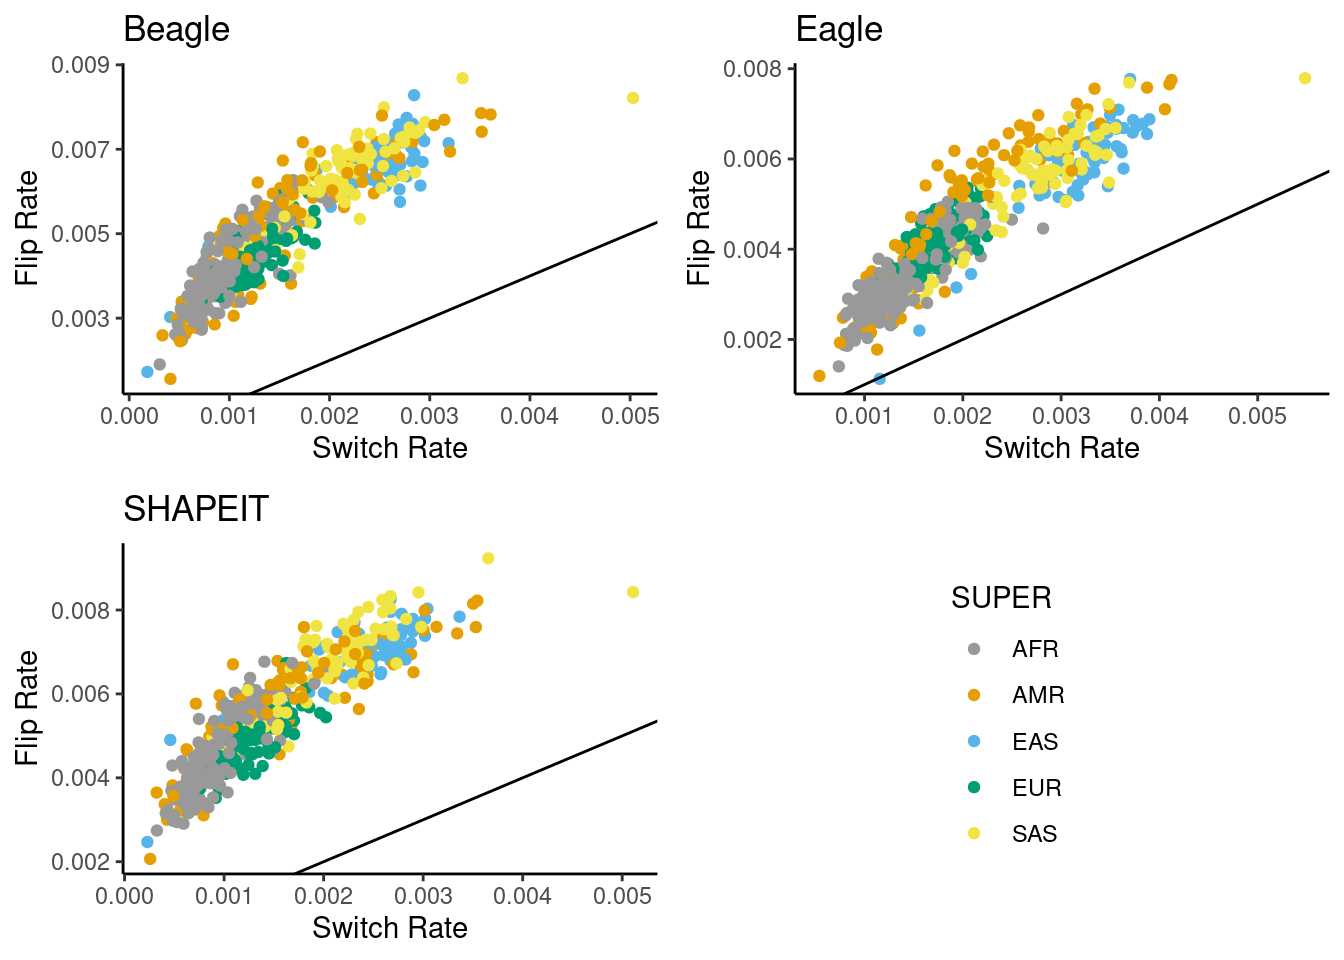 Beagle
0.009
0.007
0.005
0.003
Flip Rate
0.000 0.001 0.002 0.003 0.004 0.005
Switch Rate
Eagle
0.008
0.006
0.004
0.002
Flip Rate
0.001 0.002 0.003 0.004 0.005
Switch Rate
SHAPEIT
0.008
0.006
0.004
0.002
Flip Rate
0.000 0.001 0.002 0.003 0.004 0.005
Switch Rate
SUPER
AFR
AMR
EAS
EUR
SAS